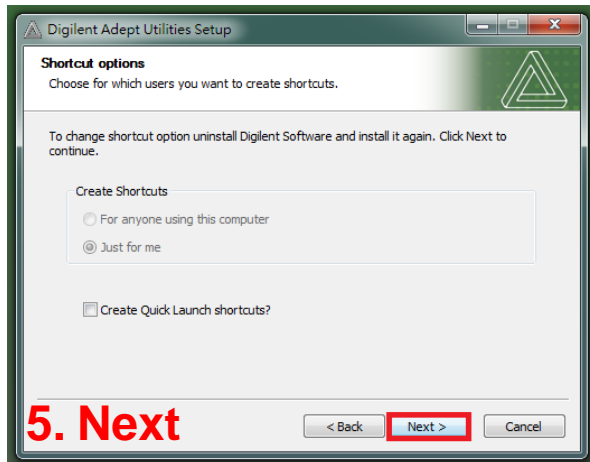 Digilent Adept Utilities Setup
Shortcut options
Choose for which users you want to create shortcuts.
To change shortcut option uninstall Digilent Software and install it again. Click Next to
continue.
Create Shortcuts
For anyone using this computer
Just for me
Create Quick Launch shortcuts?
5. Next
< Back Next > Cancel